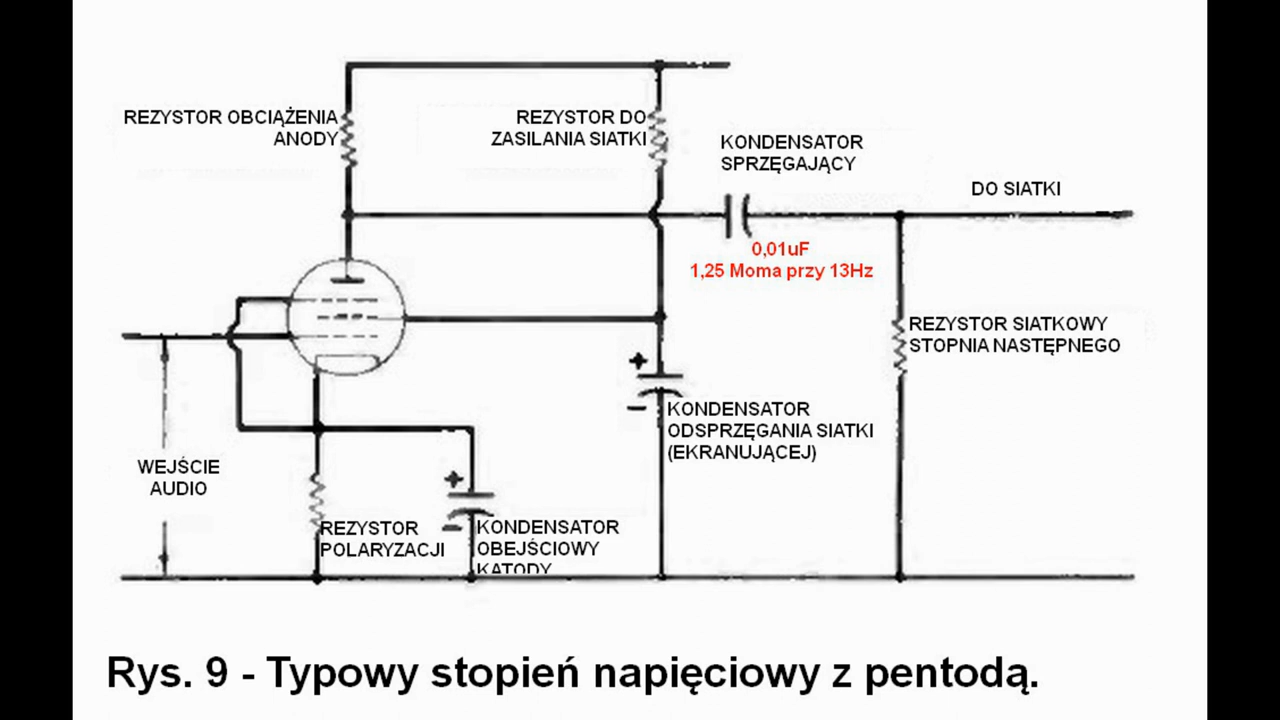 REZYSTOR OBCIĄŻENIA
ANODY
REZYSTOR DO
ZASILANIA SIATKI
KONDENSATOR
SPRZĘGAJĄCY
DO SIATKI
0,01uF
1,25 Moma przy 13Hz
REZYSTOR SIATKOWY
STOPNIA NASTĘPNEGO
+
-
KONDENSATOR
ODSPRZĘGANIA SIATKI
(EKRANUJĄCEJ)
WEJŚCIE
AUDIO
REZYSTOR
POLARYZACJI
+
-
KONDENSATOR
OBEJŚCIOWY
KATODY
Rys. 9 - Typowy stopień napięciowy z pentodą.